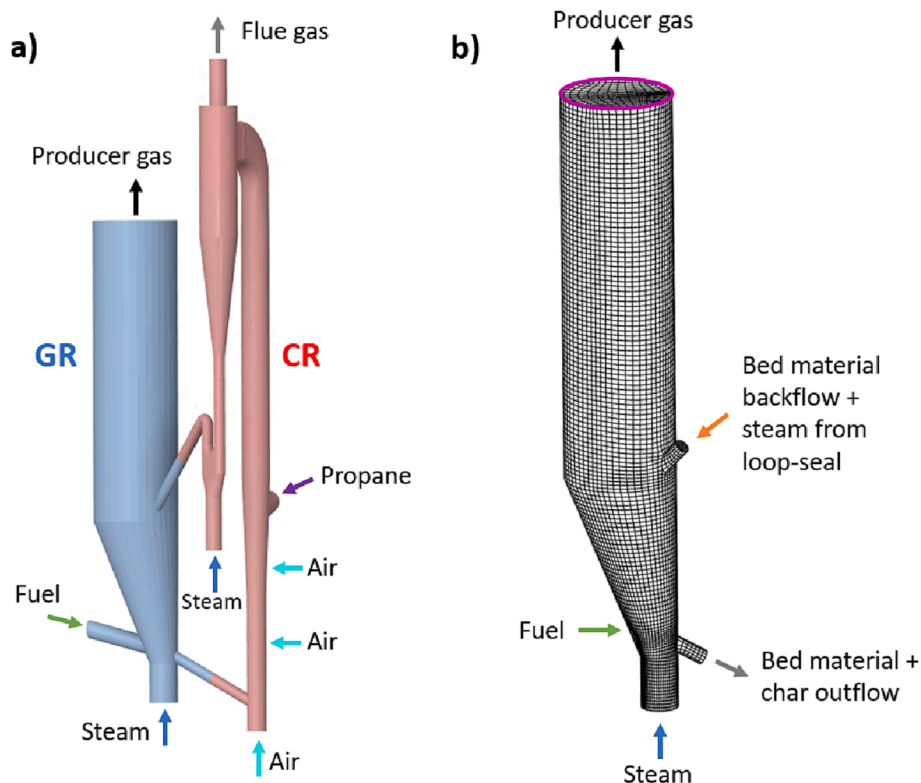 a)
Flue gas
Producer gas
GR
CR
Propane
Air
Steam
Fuel
Air
Steam
Air
b)
Producer gas
Bed material
backflow +
steam from
loop-seal
Fuel
Bed material +
char outflow
Steam